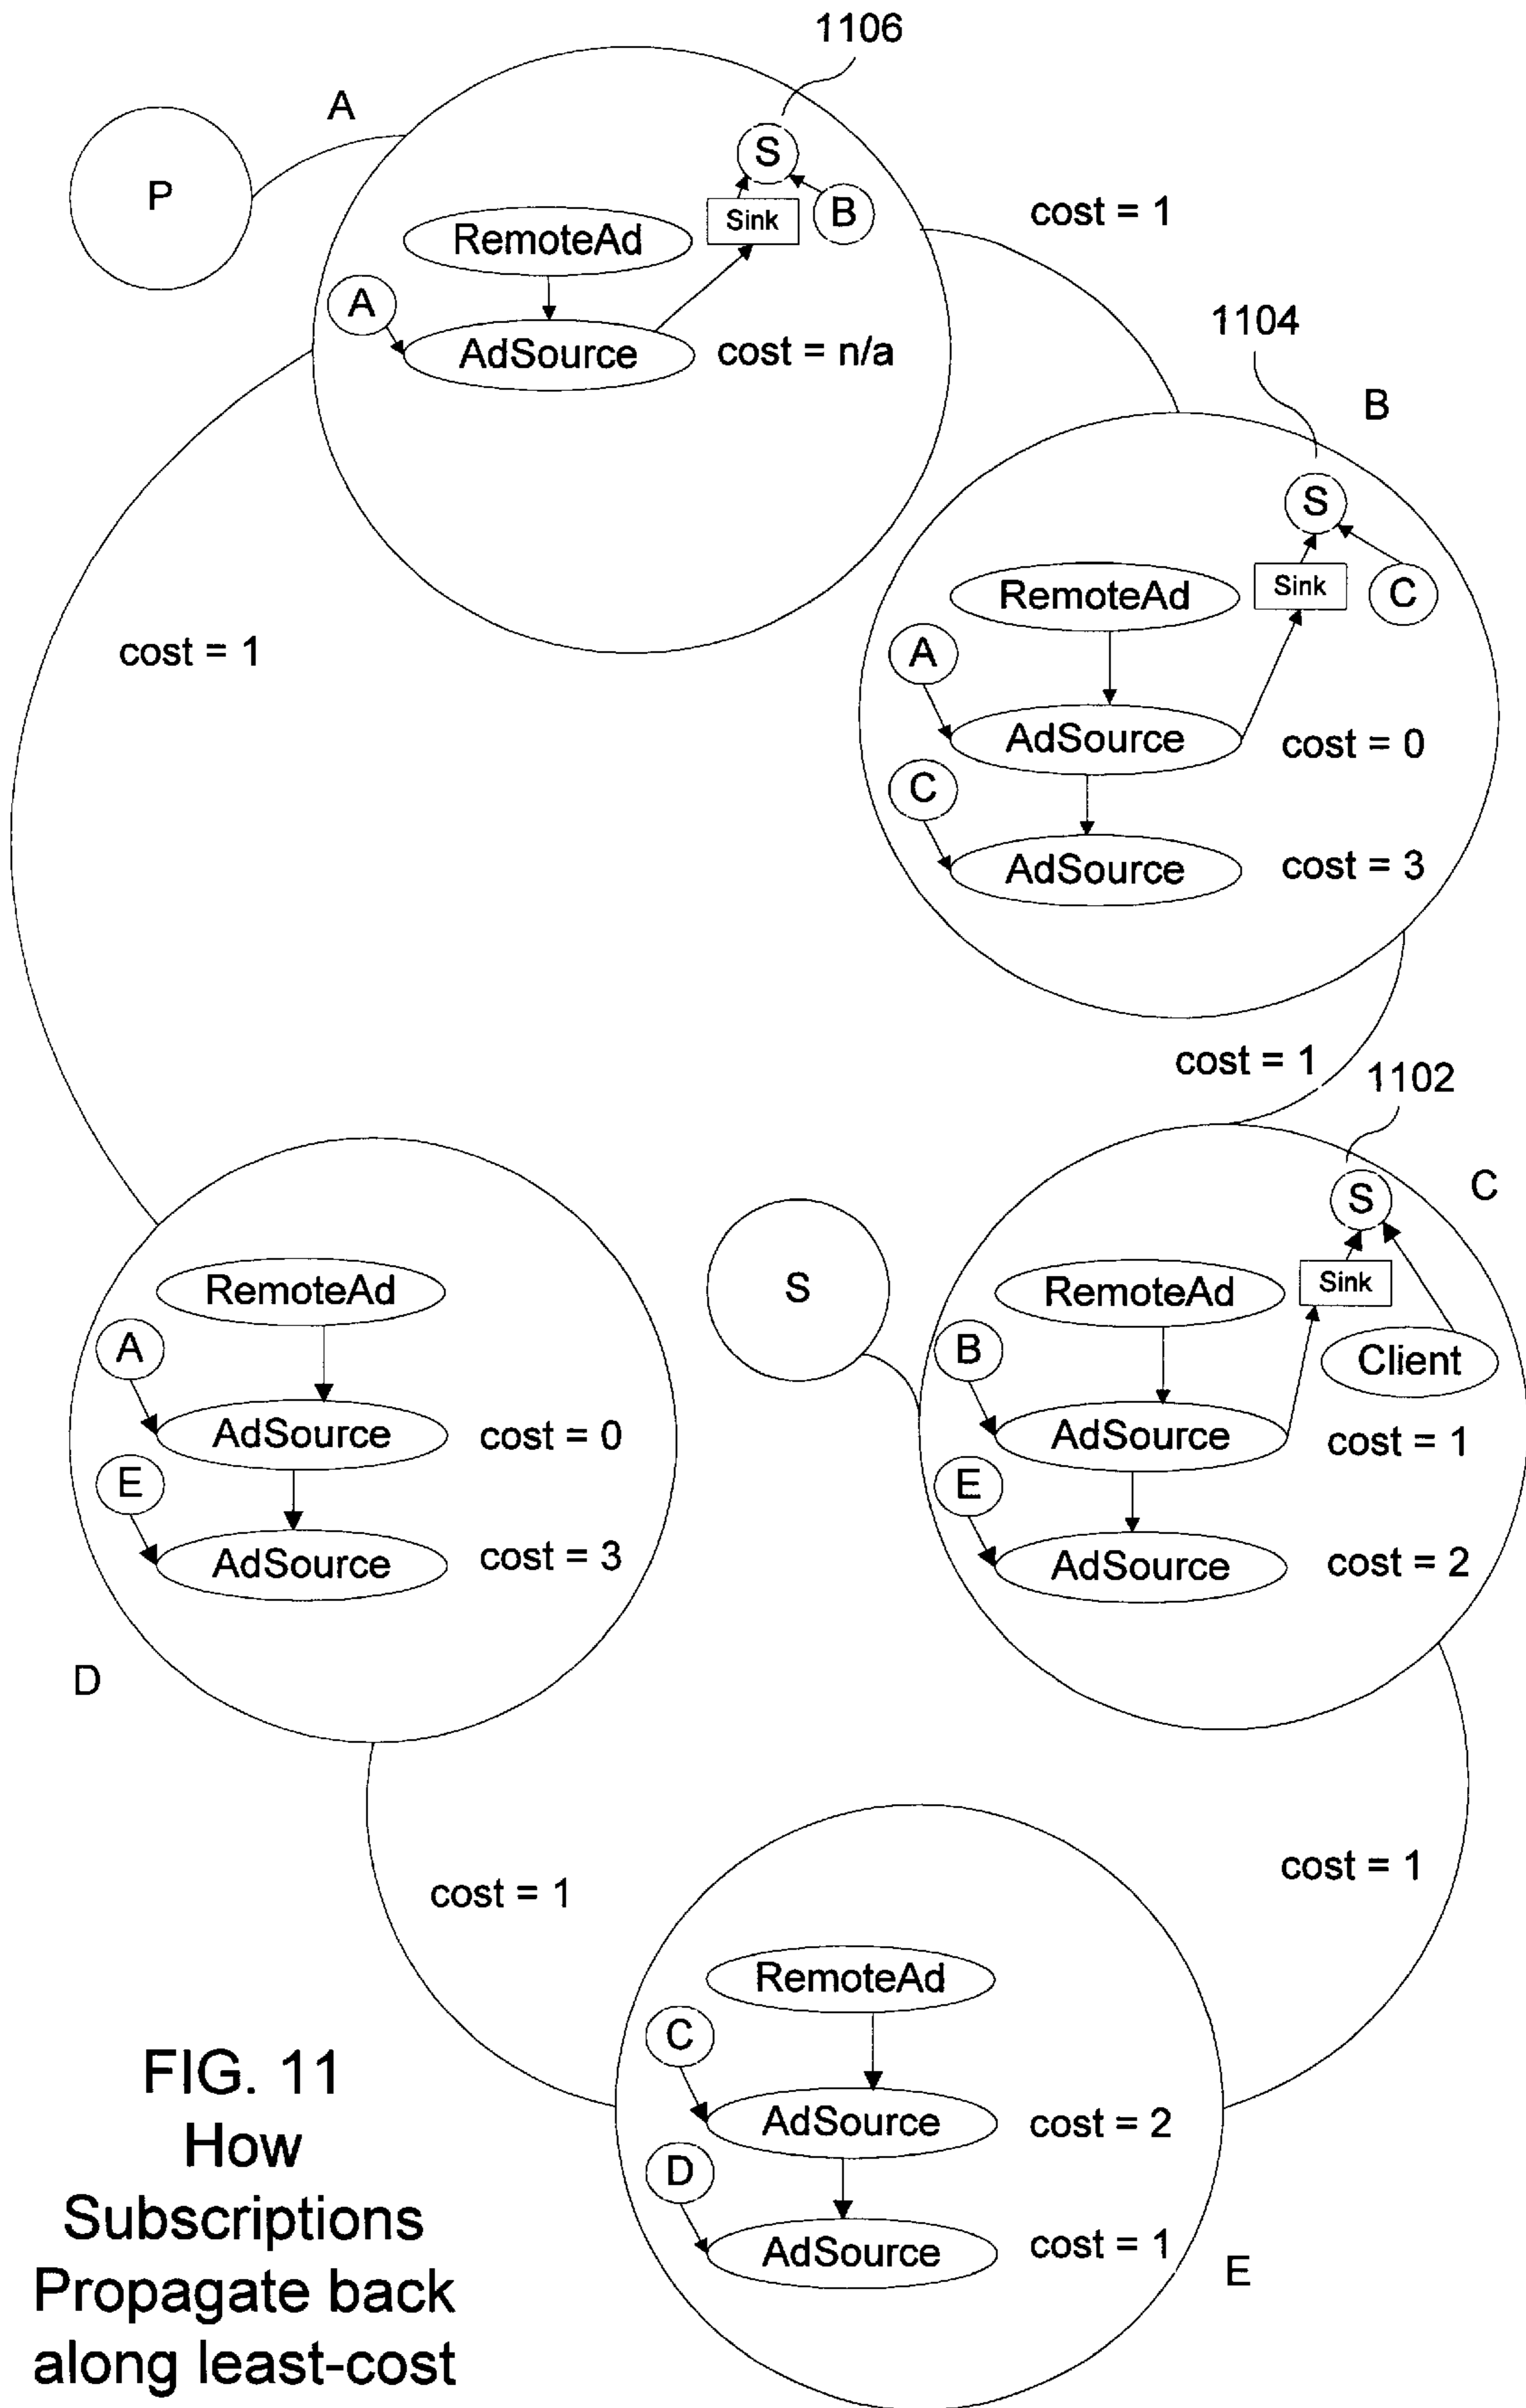 1106
A
P
S
Sink
B
RemoteAd
cost = 1
A
AdSource
cost = n/a
1104
B
S
Sink
C
RemoteAd
cost = 1
A
AdSource
cost = 0
C
AdSource
cost = 3
cost = 1
1102
C
S
S
Sink
RemoteAd
RemoteAd
A
B
Client
AdSource
cost = 0
AdSource
cost = 1
E
E
AdSource
cost = 3
AdSource
cost = 2
D
cost = 1
cost = 1
RemoteAd
C
AdSource
cost = 2
D
AdSource
cost = 1
E
FIG. 11
How
Subscriptions
Propagate back
along least-cost